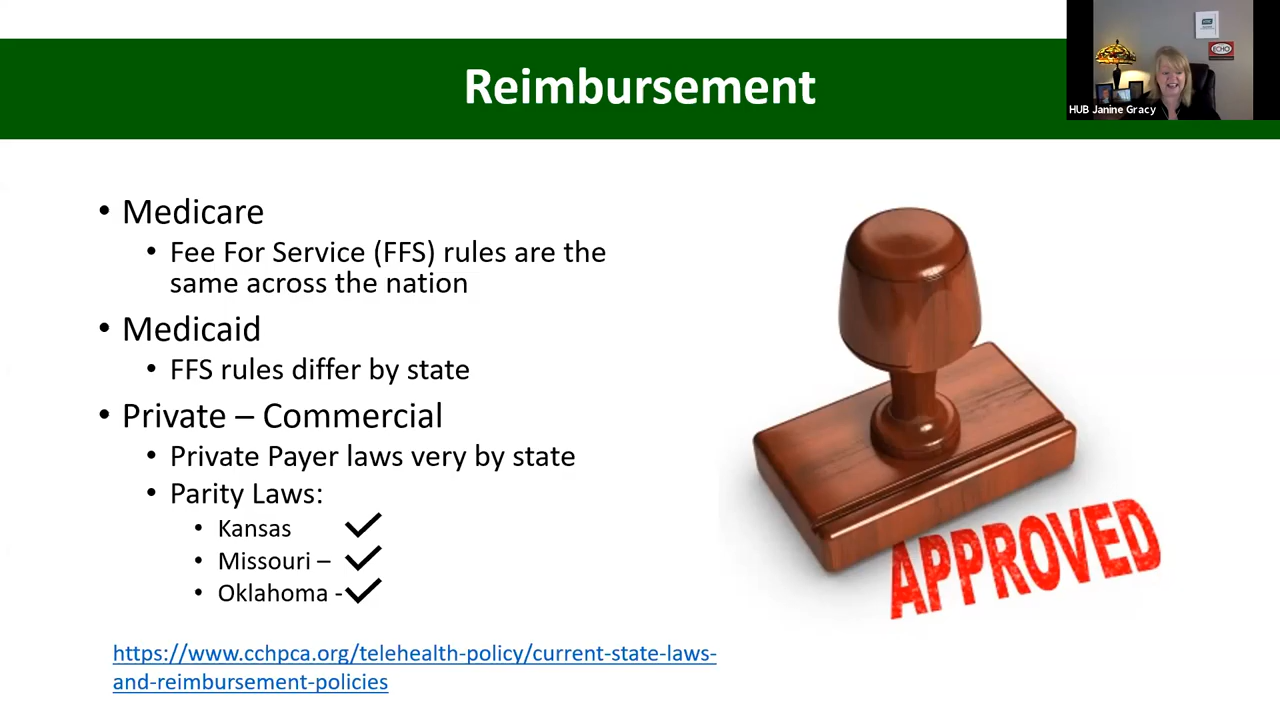 Reimbursement
ECHO
HUB Janine Gracy
• Medicare
• Fee For Service (FFS) rules are the
same across the nation
• Medicaid
• FFS rules differ by state
• Private – Commercial
• Private Payer laws very by state
• Parity Laws:
• Kansas ✓
• Missouri – ✓
• Oklahoma - ✓
APPROVED
https://www.cchpca.org/telehealth-policy/current-state-laws-
and-reimbursement-policies